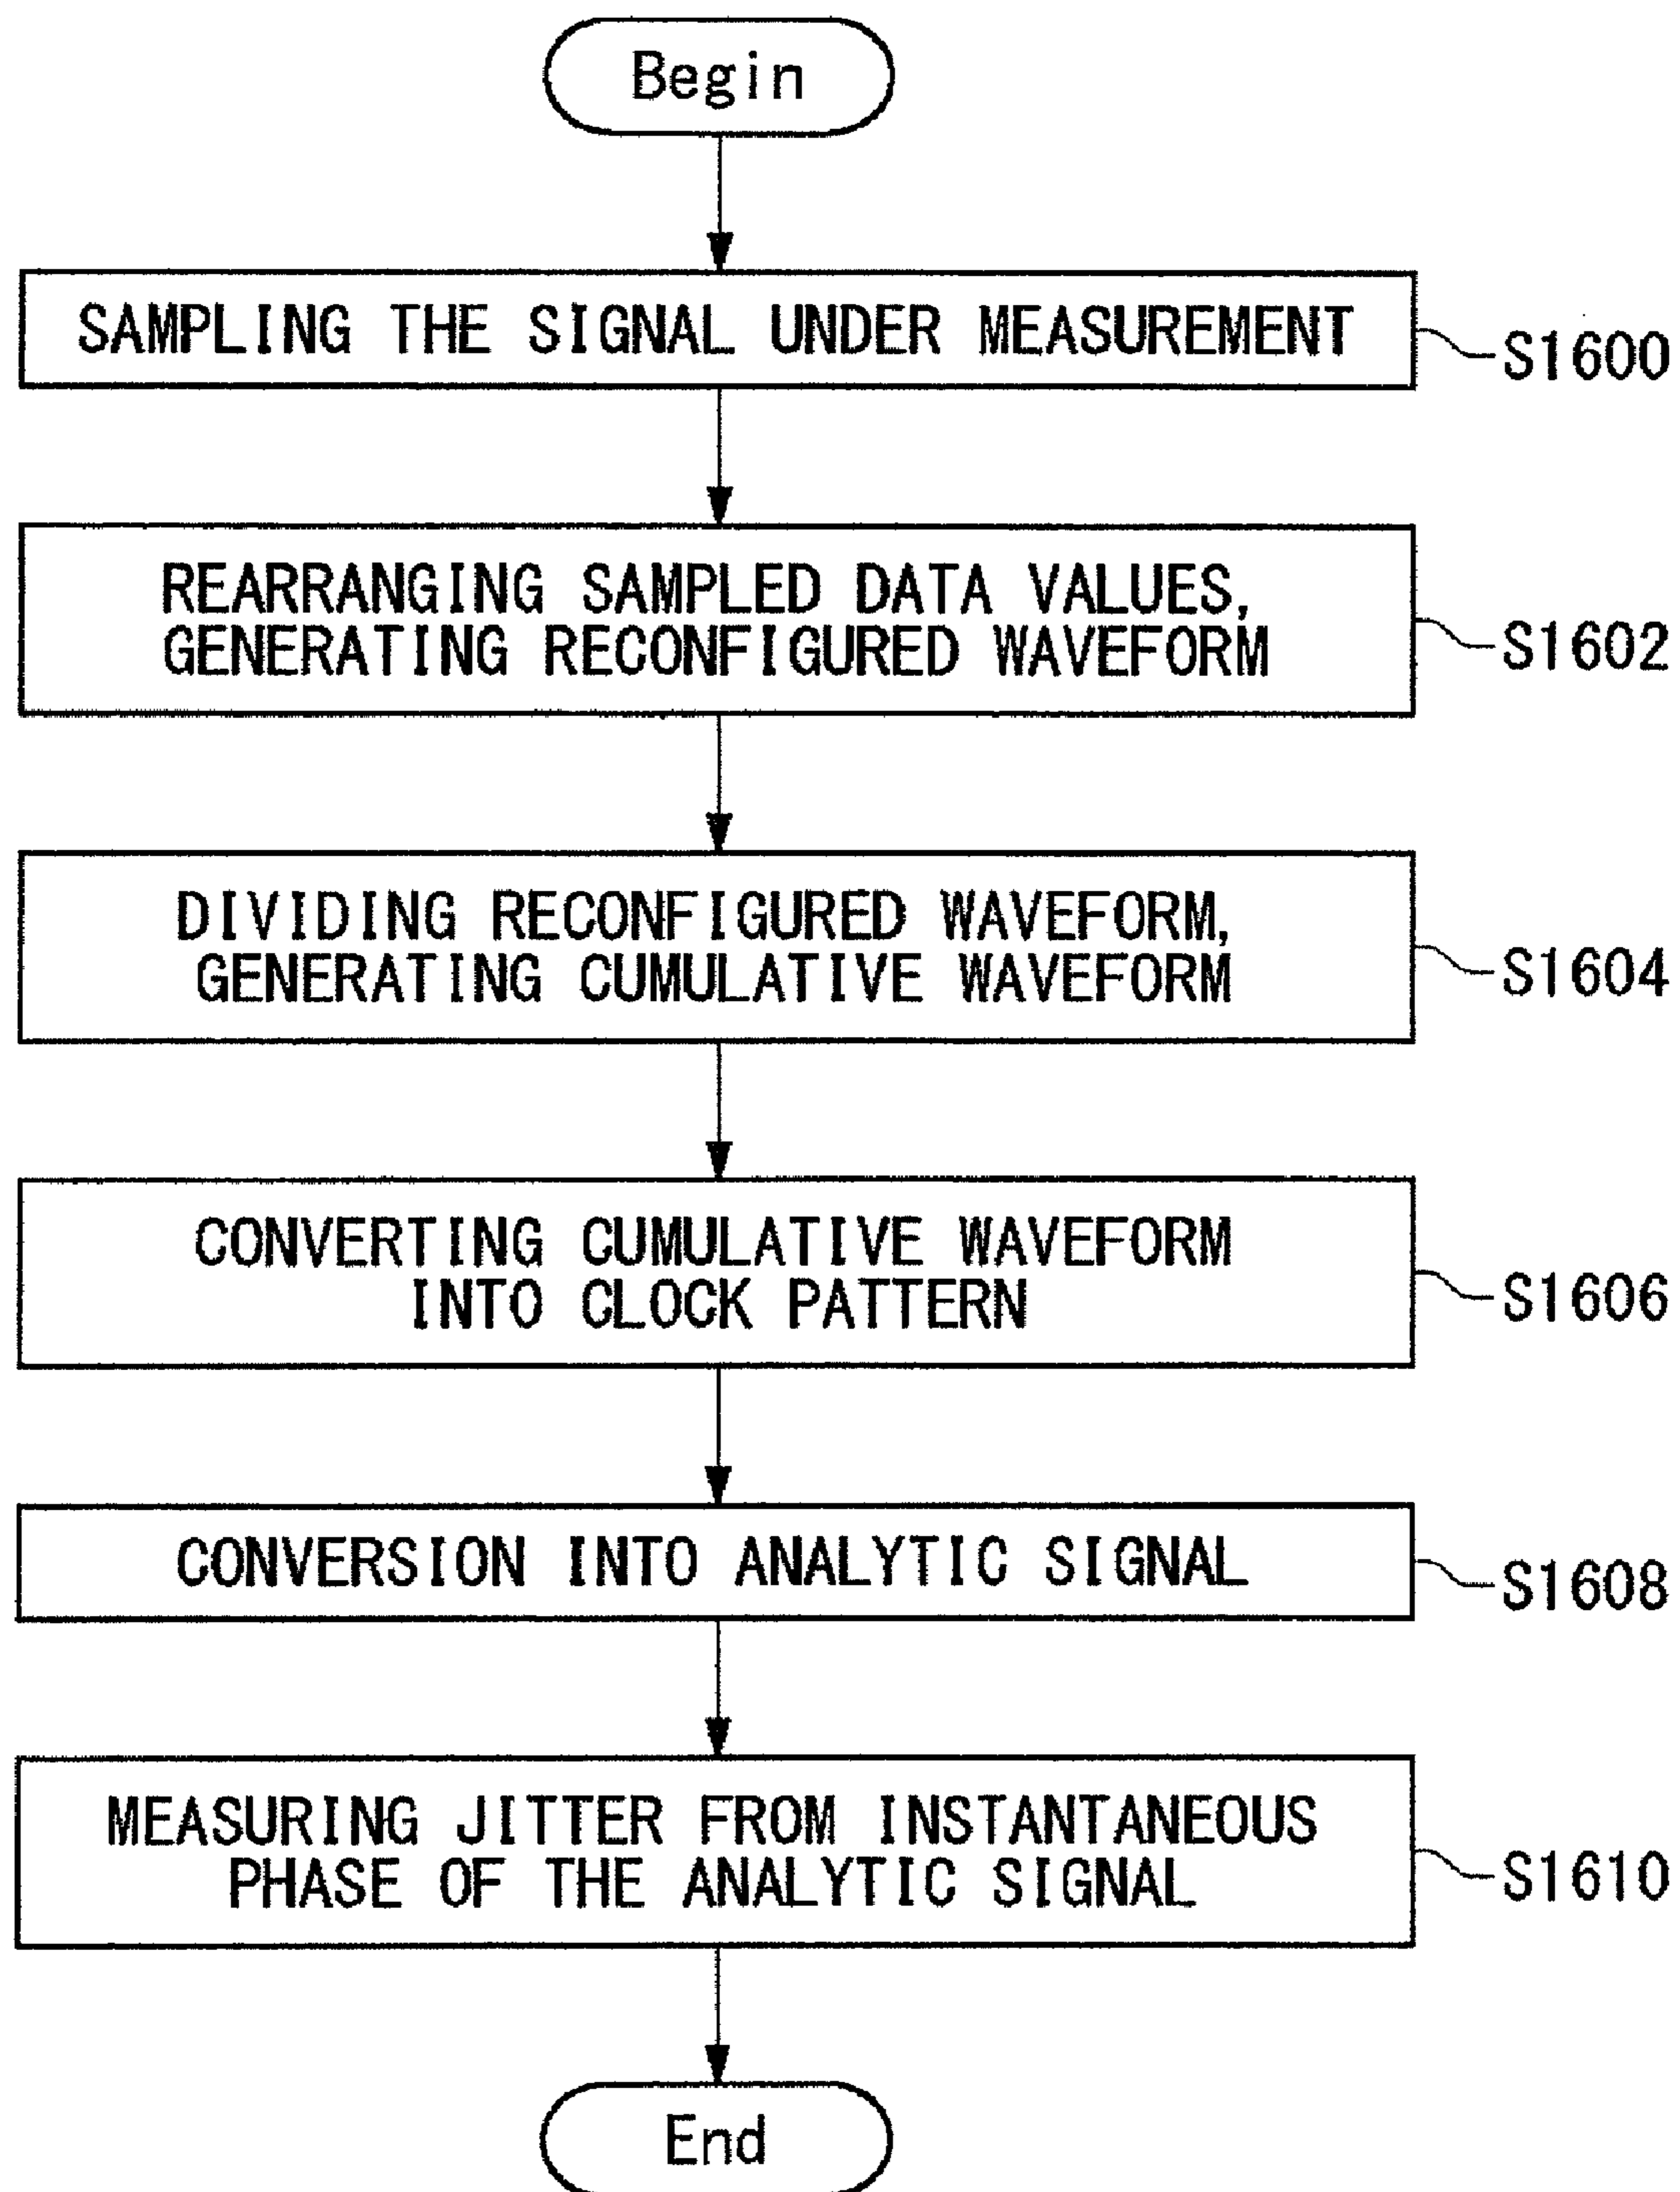 Begin
SAMPLING THE SIGNAL UNDER MEASUREMENT
S1600
REARRANGING SAMPLED DATA VALUES,
GENERATING RECONFIGURED WAVEFORM
S1602
DIVIDING RECONFIGURED WAVEFORM,
GENERATING CUMULATIVE WAVEFORM
S1604
CONVERTING CUMULATIVE WAVEFORM
INTO CLOCK PATTERN
S1606
CONVERSION INTO ANALYTIC SIGNAL
S1608
MEASURING JITTER FROM INSTANTANEOUS
PHASE OF THE ANALYTIC SIGNAL
S1610
End